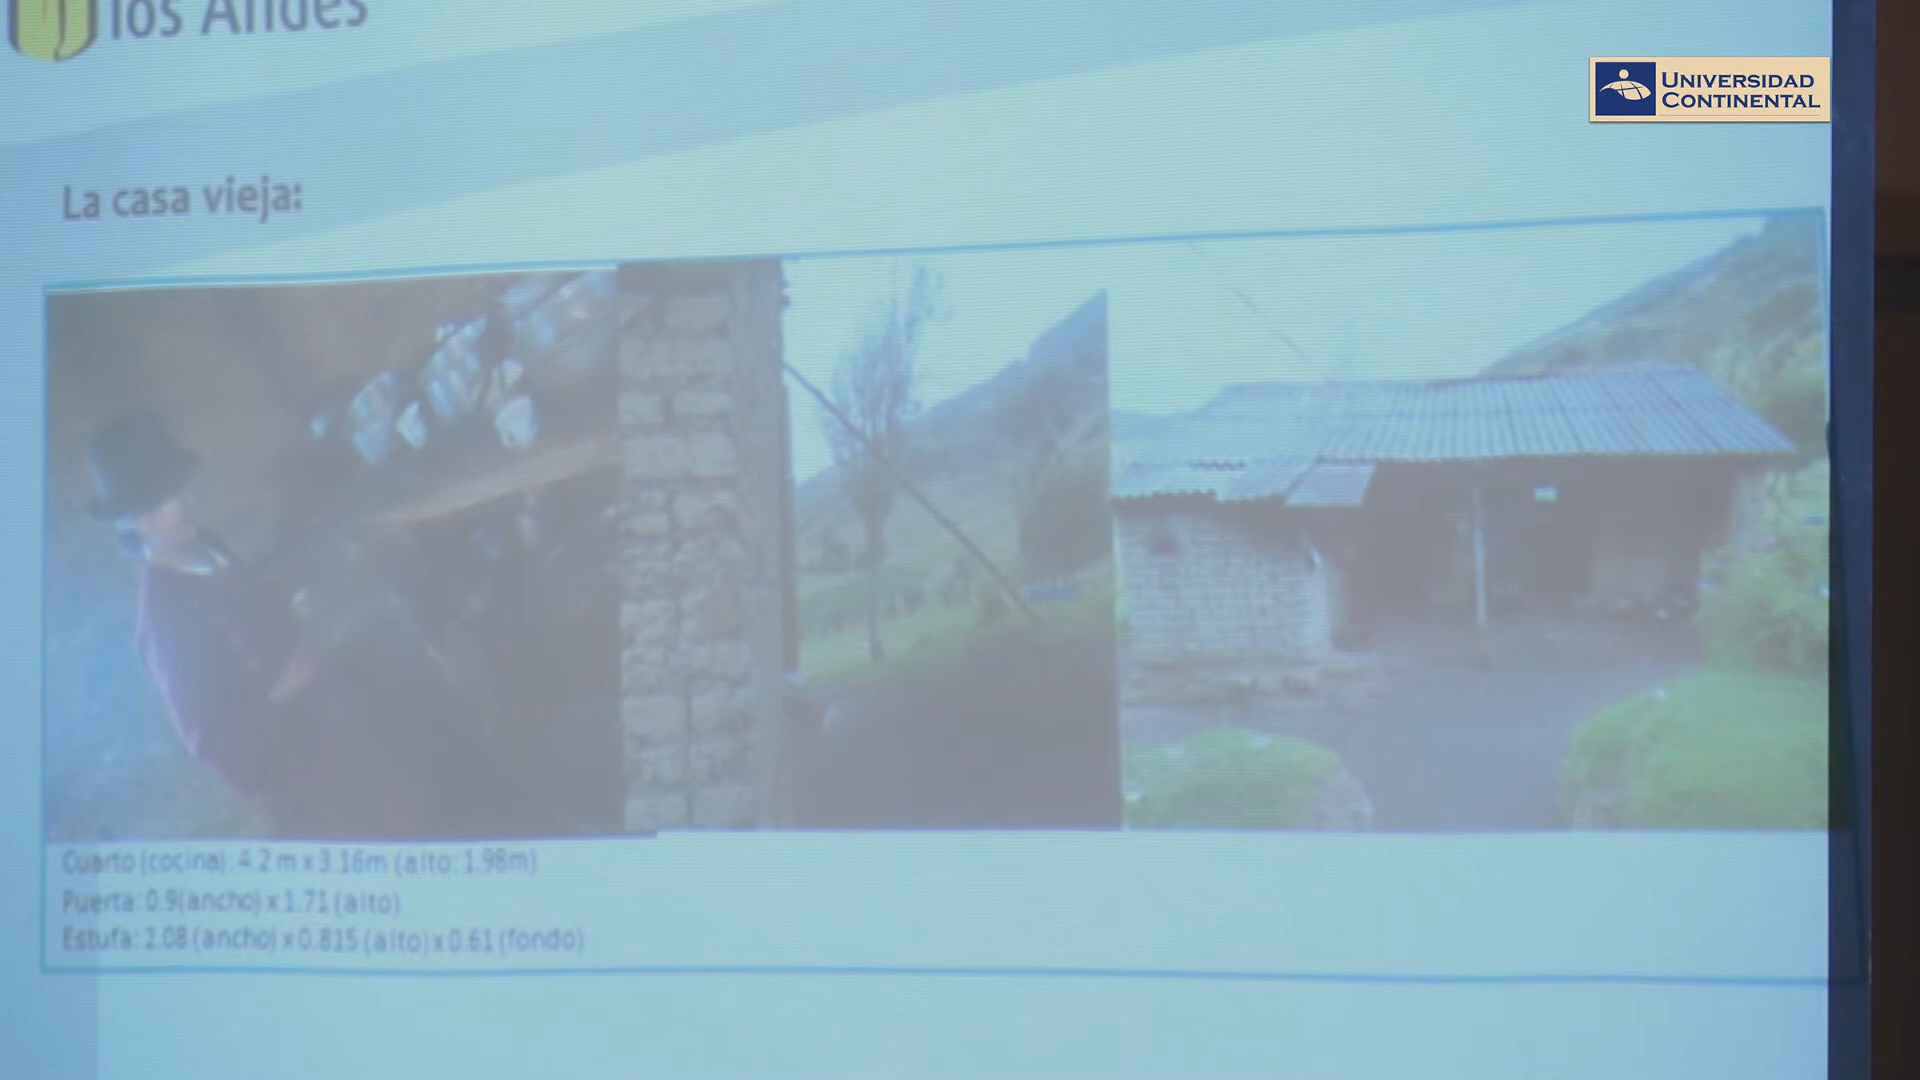 los Andes
UNIVERSIDAD
CONTINENTAL
La casa vieja:
Cuarto (cocina): 4.2 m x 3.16m (alto: 1.98m)
Puerta: 0.9(ancho) x 1.71 (alto)
Estufa: 2.08 (ancho) x 0.815 (alto) x 0.61 (fondo)